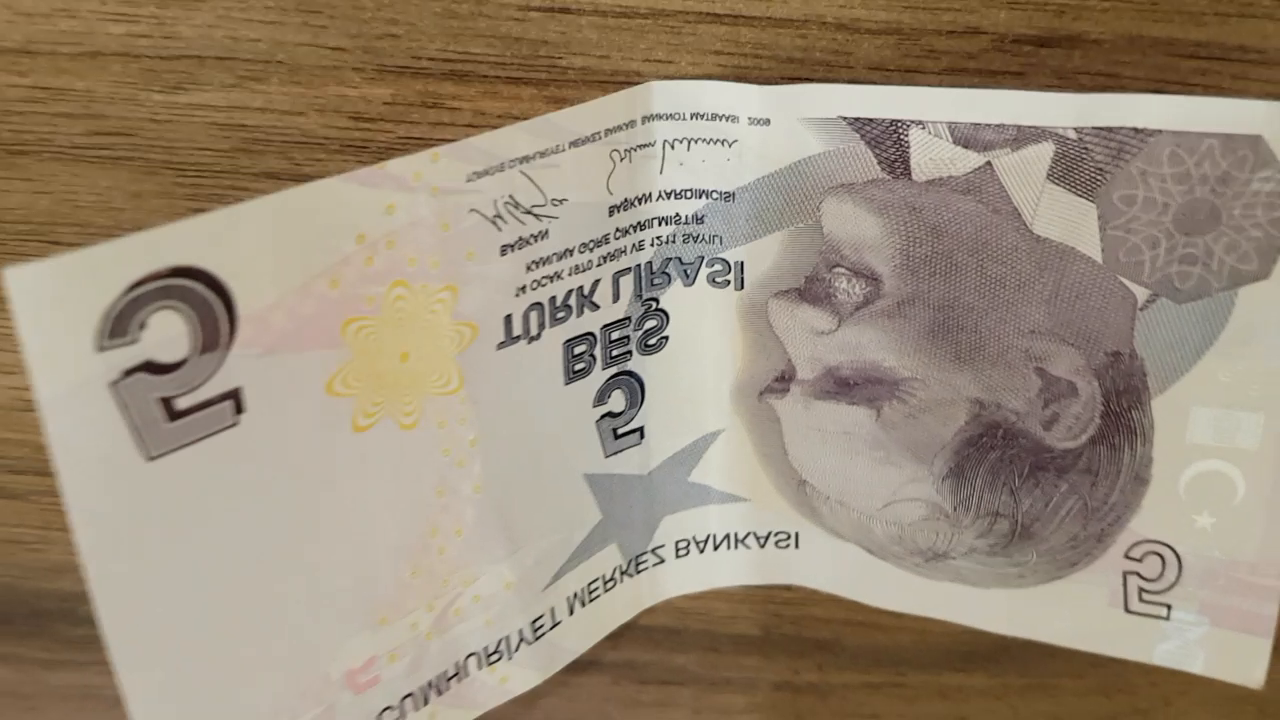 CUMHURİYET MERKEZ BANKASI
5
5
BEŞ
TÜRK LİRASI
14 OCAK 1970 TARİH VE 1211 SAYILI
KANUNA GÖRE ÇIKARILMIŞTIR
BAŞKAN BAŞKAN YARDIMCISI
TÜRKİYE CUMHURİYET MERKEZ BANKASI BANKNOT MATBAASI 2009
5